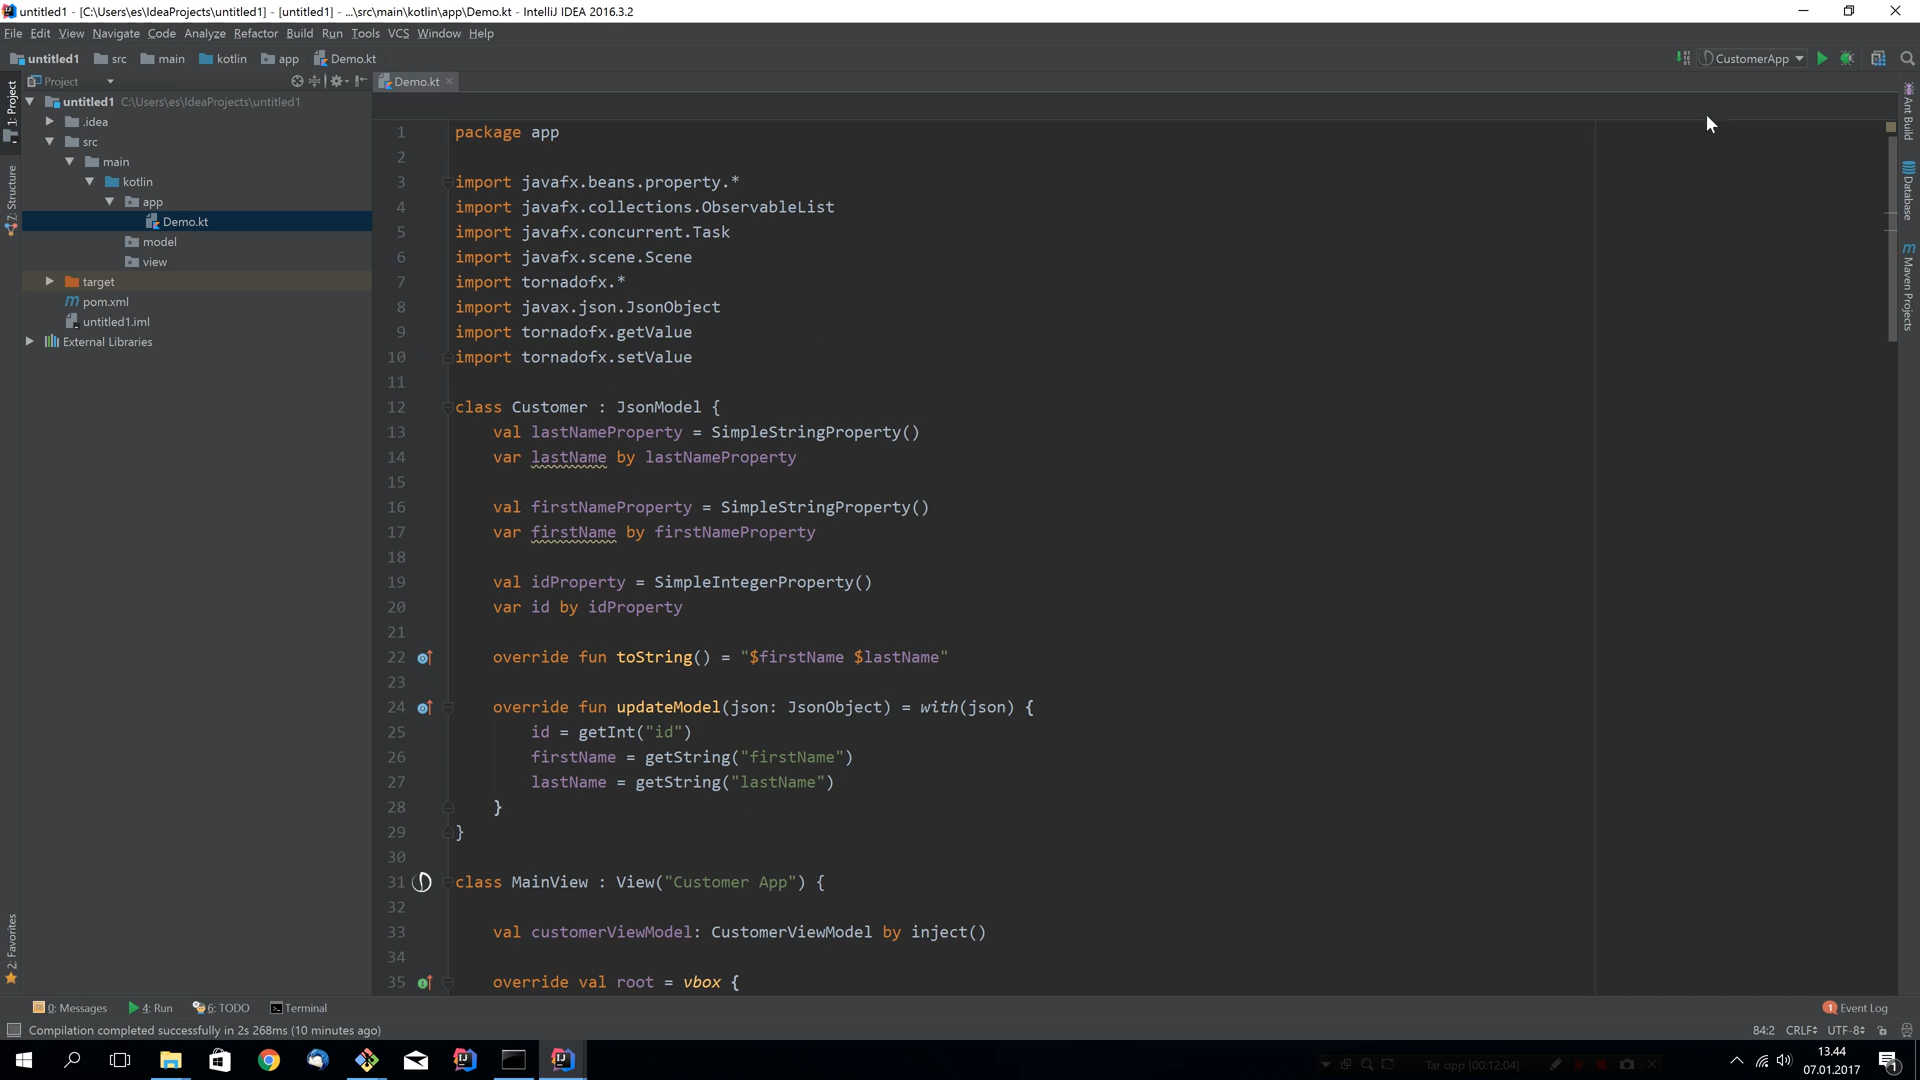 untitled1 - [C:\Users\es\IdeaProjects\untitled1] - [untitled1] - ...\src\main\kotlin\app\Demo.kt - IntelliJ IDEA 2016.3.2
File Edit View Navigate Code Analyze Refactor Build Run Tools VCS Window Help
untitled1 src main kotlin app Demo.kt CustomerApp
Project
Demo.kt
1: Project
7: Structure
2: Favorites
untitled1 C:\Users\es\IdeaProjects\untitled1
.idea
src
main
kotlin
app
Demo.kt
model
view
target
pom.xml
untitled1.iml
External Libraries
1 package app
2
3 import javafx.beans.property.*
4 import javafx.collections.ObservableList
5 import javafx.concurrent.Task
6 import javafx.scene.Scene
7 import tornadofx.*
8 import javax.json.JsonObject
9 import tornadofx.getValue
10 import tornadofx.setValue
11
12 class Customer : JsonModel {
13 val lastNameProperty = SimpleStringProperty()
14 var lastName by lastNameProperty
15
16 val firstNameProperty = SimpleStringProperty()
17 var firstName by firstNameProperty
18
19 val idProperty = SimpleIntegerProperty()
20 var id by idProperty
21
22 override fun toString() = "$firstName $lastName"
23
24 override fun updateModel(json: JsonObject) = with(json) {
25 id = getInt("id")
26 firstName = getString("firstName")
27 lastName = getString("lastName")
28 }
29 }
30
31 class MainView : View("Customer App") {
32
33 val customerViewModel: CustomerViewModel by inject()
34
35 override val root = vbox {
Ant Build
Database
Maven Projects
0: Messages 4: Run 6: TODO Terminal 1 Event Log
Compilation completed successfully in 2s 268ms (10 minutes ago) 84:2 CRLF UTF-8
Tar opp [00:12:04]
13.44
07.01.2017
1